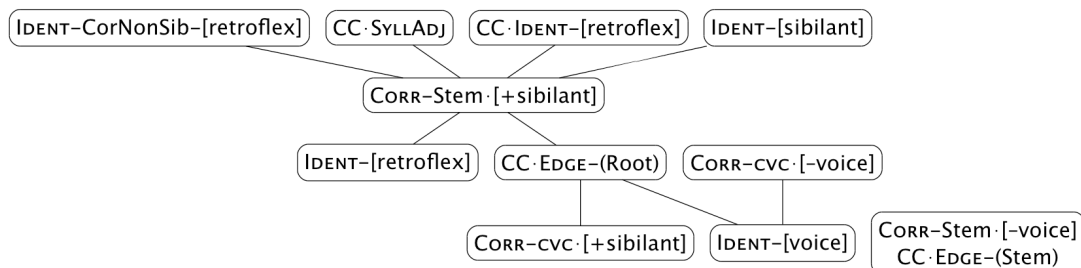 Ident–CorNonSib–[retroflex] CC·SyllAdj CC·Ident–[retroflex] Ident–[sibilant]
Corr–Stem·[+sibilant]
Ident–[retroflex] CC·Edge–(Root) Corr–cvc·[–voice]
Corr–cvc·[+sibilant] Ident–[voice] Corr–Stem·[–voice]
CC·Edge–(Stem)